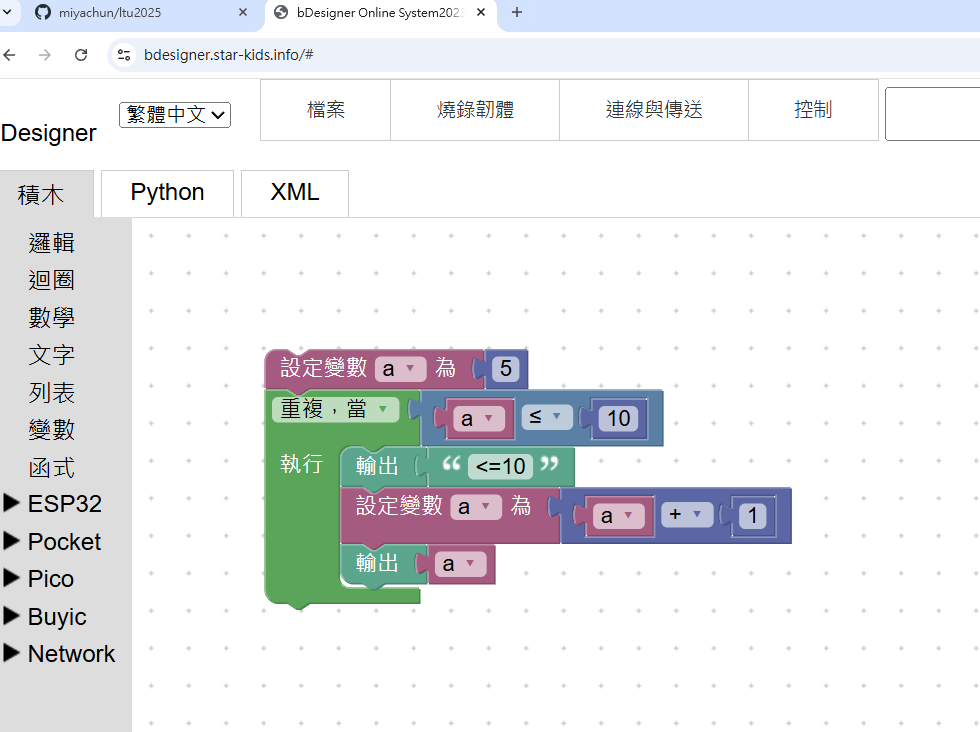 miyachun/ltu2025
bDesigner Online System2023
bdesigner.star-kids.info/#
Designer
繁體中文
檔案
燒錄韌體
連線與傳送
控制
積木
Python
XML
邏輯
迴圈
數學
文字
列表
變數
函式
ESP32
Pocket
Pico
Buyic
Network
設定變數 a 為 5
重複，當 a ≤ 10
執行 輸出 “ <=10 ”
設定變數 a 為 a + 1
輸出 a